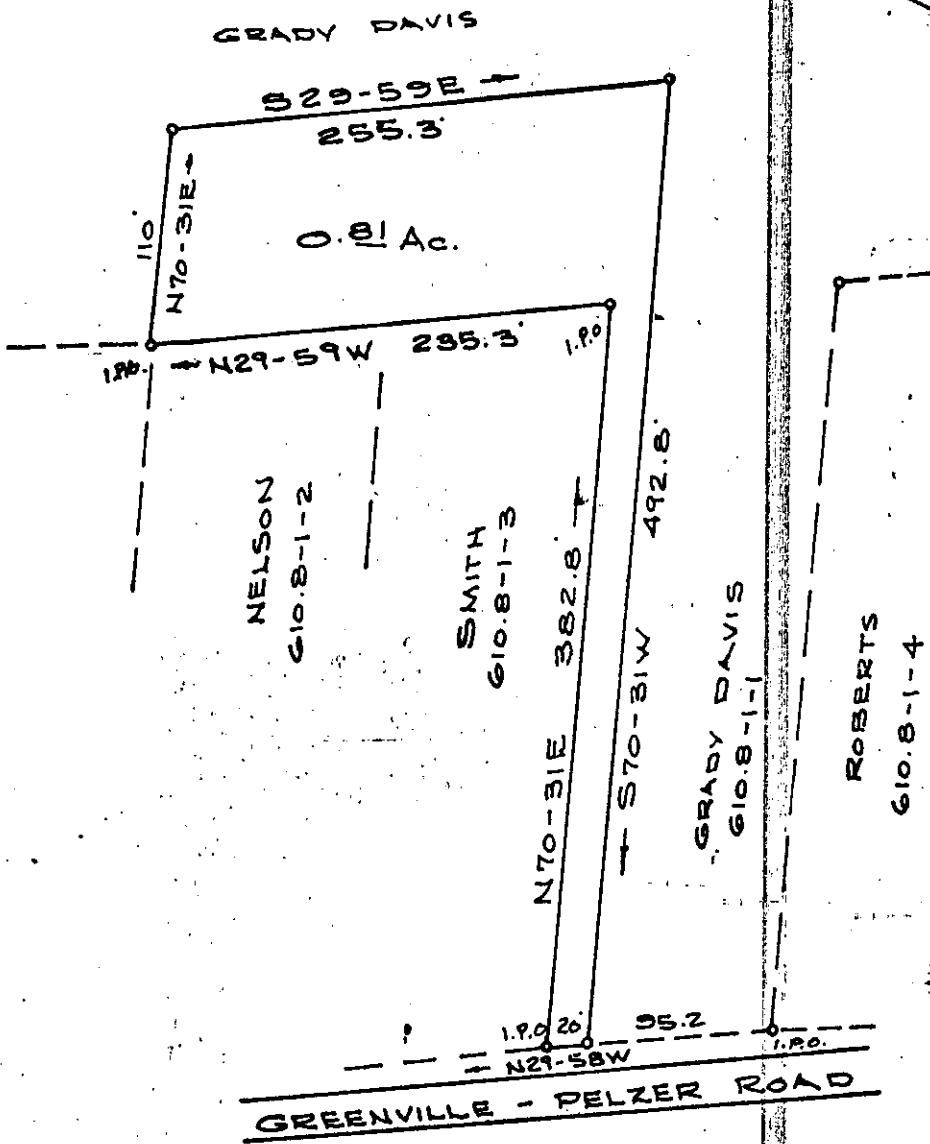 GRADY DAVIS
S29-59E
255.3'
110'
N70-31E
0.81 Ac.
I.P.O.
N29-59W 235.3'
I.P.O
NELSON
610.8-1-2
SMITH
610.8-1-3
N70-31E 382.8'
492.8'
S70-31W
GRADY DAVIS
610.8-1-1
ROBERTS
610.8-1-4
I.P.O 20' 95.2
I.P.O.
N29-58W
GREENVILLE - PELZER ROAD